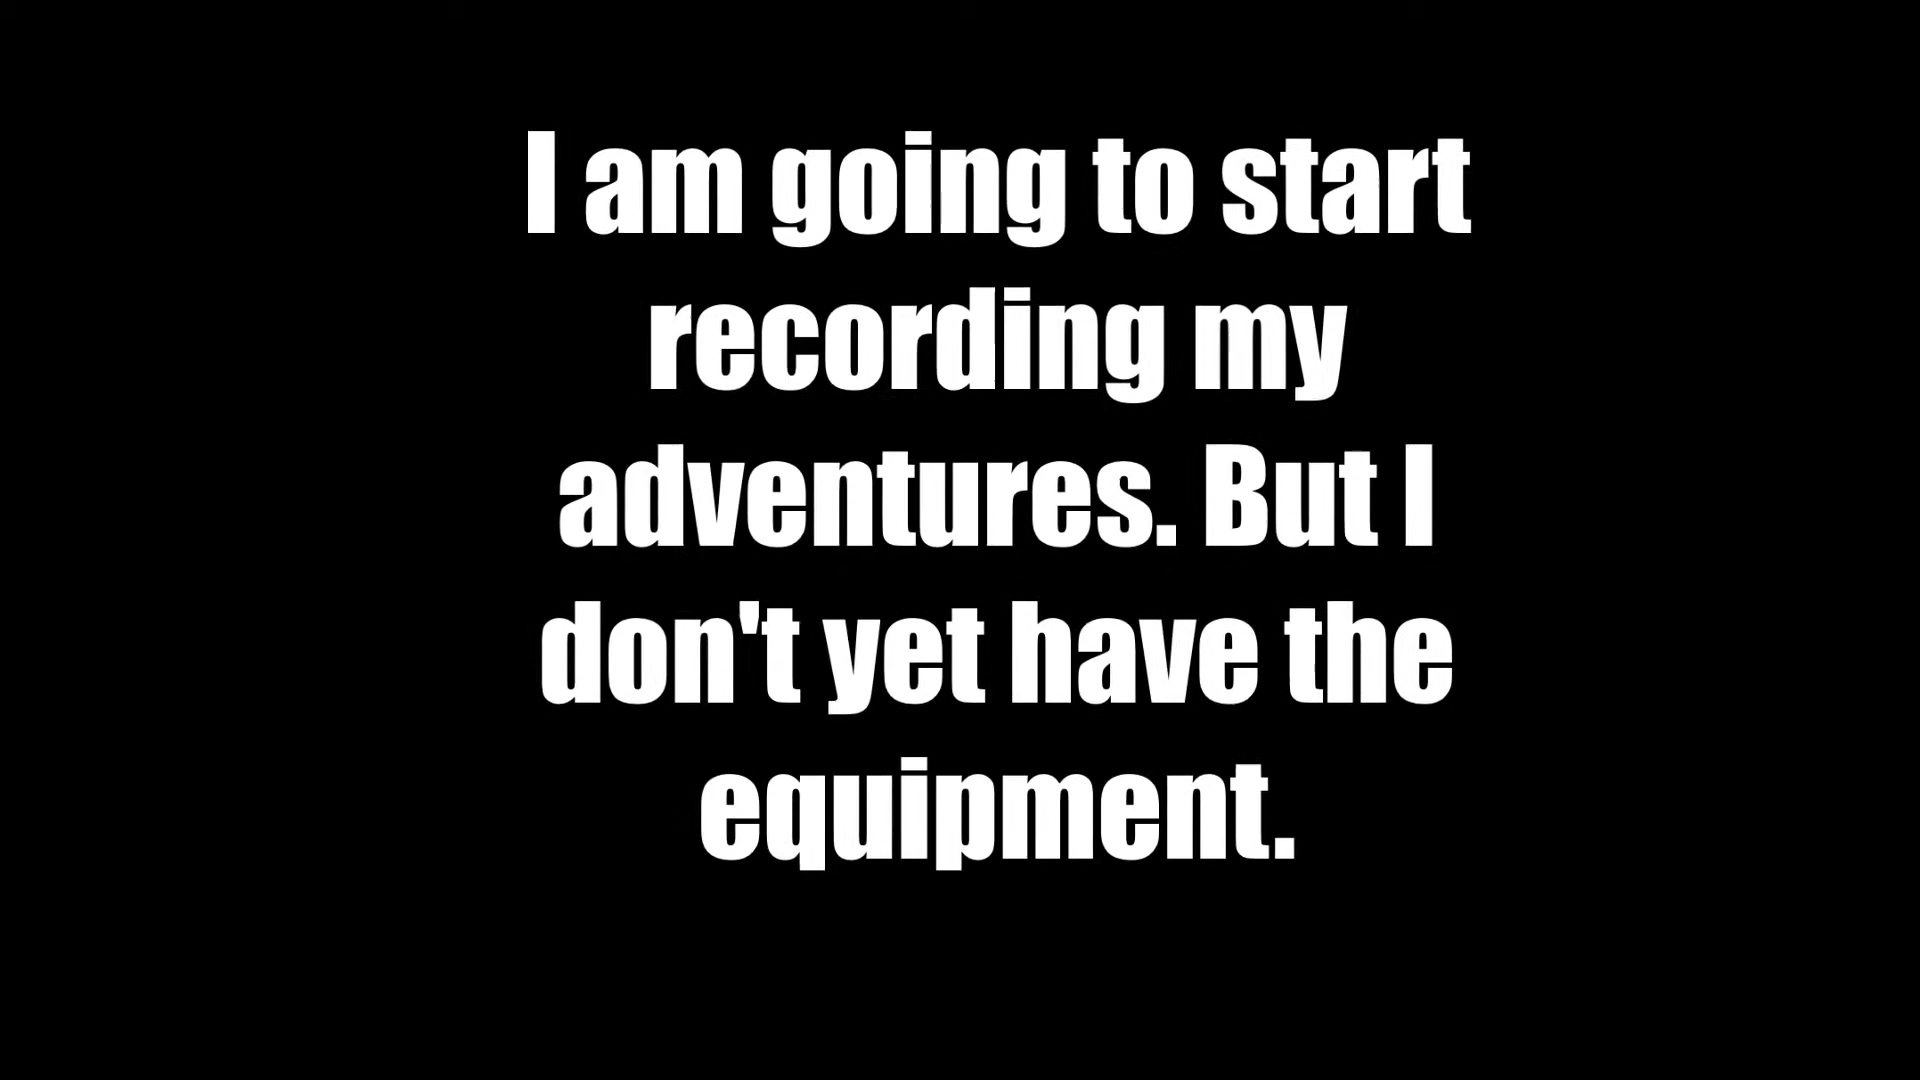 I am going to start
recording my
adventures. But I
don't yet have the
equipment.